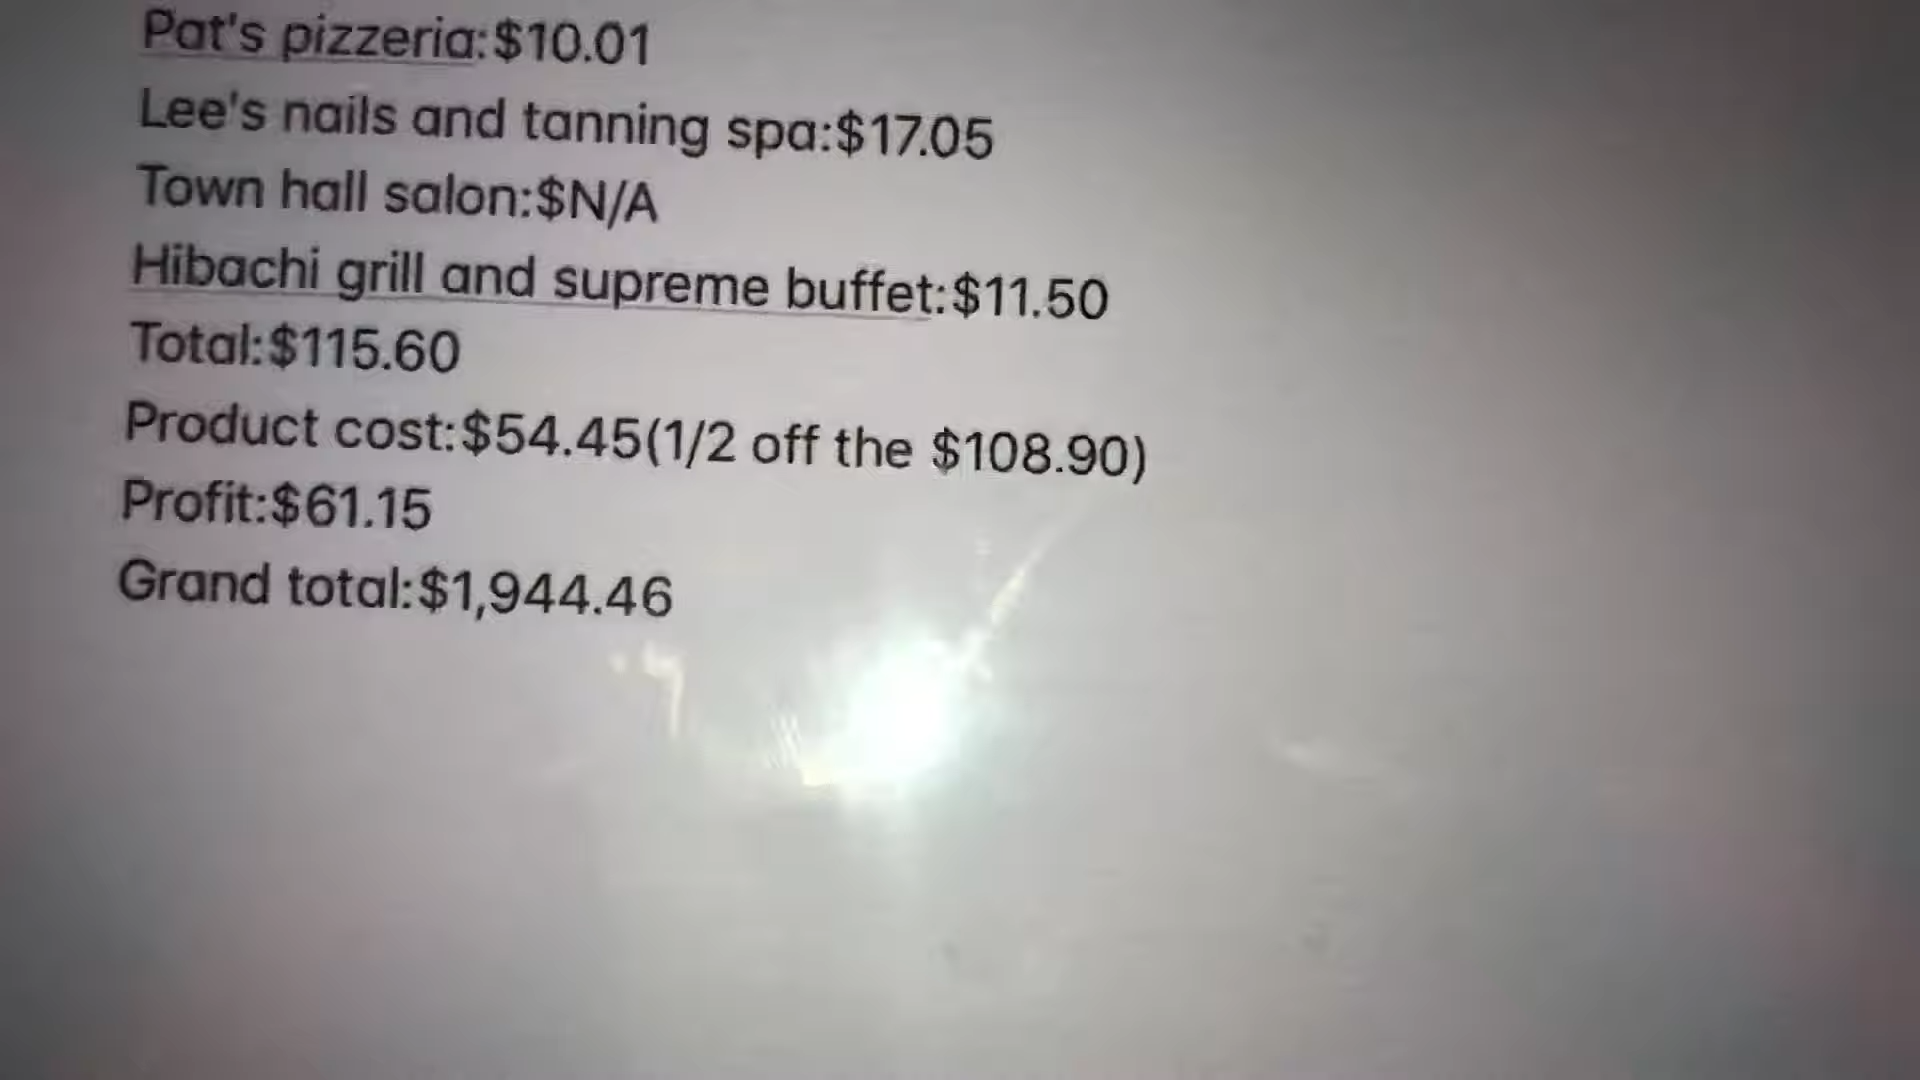 Pat's pizzeria:$10.01
Lee's nails and tanning spa:$17.05
Town hall salon:$N/A
Hibachi grill and supreme buffet:$11.50
Total:$115.60
Product cost:$54.45(1/2 off the $108.90)
Profit:$61.15
Grand total:$1,944.46